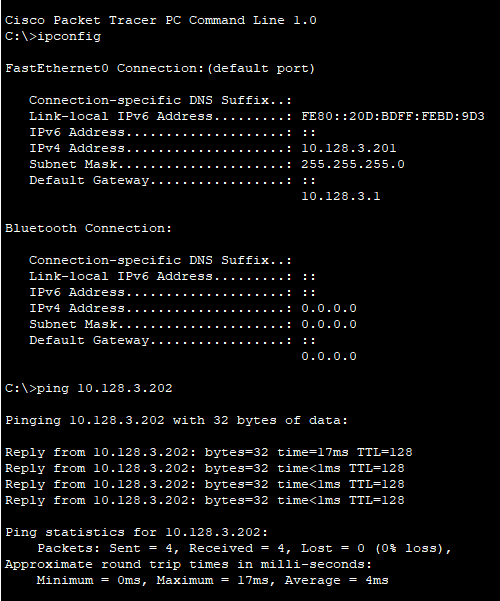 Cisco Packet Tracer PC Command Line 1.0
C:\>ipconfig
FastEthernet0 Connection:(default port)
Connection-specific DNS Suffix..:
Link-local IPv6 Address.........: FE80::20D:BDFF:FEBD:9D3
IPv6 Address....................: ::
IPv4 Address....................: 10.128.3.201
Subnet Mask.....................: 255.255.255.0
Default Gateway.................: ::
10.128.3.1
Bluetooth Connection:
Connection-specific DNS Suffix..:
Link-local IPv6 Address.........: ::
IPv6 Address....................: ::
IPv4 Address....................: 0.0.0.0
Subnet Mask.....................: 0.0.0.0
Default Gateway.................: ::
0.0.0.0
C:\>ping 10.128.3.202
Pinging 10.128.3.202 with 32 bytes of data:
Reply from 10.128.3.202: bytes=32 time=17ms TTL=128
Reply from 10.128.3.202: bytes=32 time<1ms TTL=128
Reply from 10.128.3.202: bytes=32 time<1ms TTL=128
Reply from 10.128.3.202: bytes=32 time<1ms TTL=128
Ping statistics for 10.128.3.202:
Packets: Sent = 4, Received = 4, Lost = 0 (0% loss),
Approximate round trip times in milli-seconds:
Minimum = 0ms, Maximum = 17ms, Average = 4ms